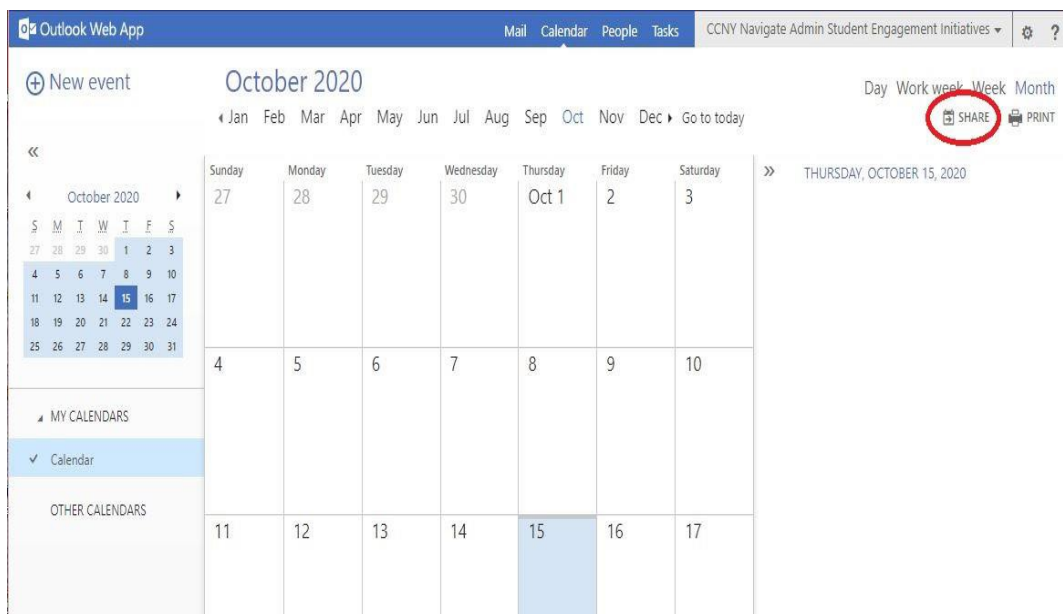 Outlook Web App
Mail Calendar People Tasks
CCNY Navigate Admin Student Engagement Initiatives
?
New event
October 2020
Day Work week Week Month
Jan Feb Mar Apr May Jun Jul Aug Sep Oct Nov Dec Go to today
SHARE PRINT
«
October 2020
S M T W T F S
27 28 29 30 1 2 3
4 5 6 7 8 9 10
11 12 13 14 15 16 17
18 19 20 21 22 23 24
25 26 27 28 29 30 31
MY CALENDARS
Calendar
OTHER CALENDARS
Sunday Monday Tuesday Wednesday Thursday Friday Saturday
27 28 29 30 Oct 1 2 3
4 5 6 7 8 9 10
11 12 13 14 15 16 17
» THURSDAY, OCTOBER 15, 2020